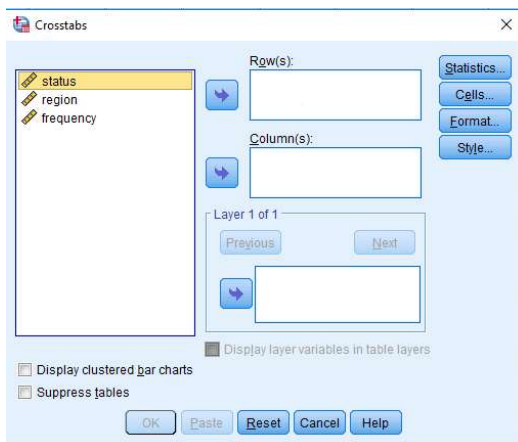 Crosstabs
status
region
frequency
Row(s):
Column(s):
Layer 1 of 1
Previous
Next
Display layer variables in table layers
Statistics...
Cells...
Format...
Style...
Display clustered bar charts
Suppress tables
OK
Paste
Reset
Cancel
Help